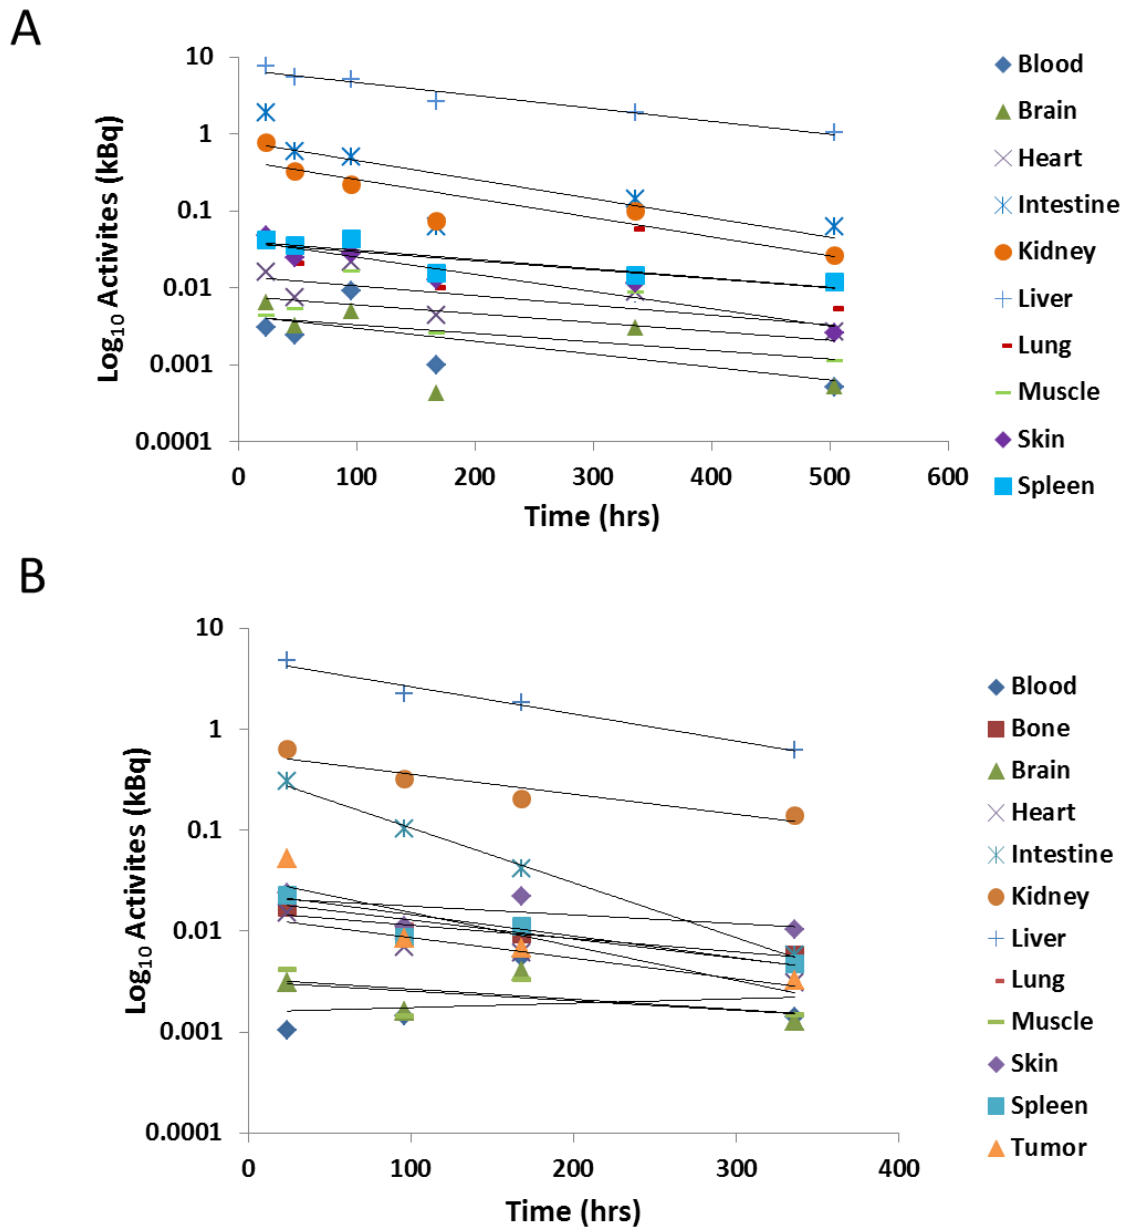 A
10
1
0.1
0.01
0.001
0.0001
Log10 Activites (kBq)
0 100 200 300 400 500 600
Time (hrs)
Blood
Brain
Heart
Intestine
Kidney
Liver
Lung
Muscle
Skin
Spleen
B
10
1
0.1
0.01
0.001
0.0001
Log10 Activites (kBq)
0 100 200 300 400
Time (hrs)
Blood
Bone
Brain
Heart
Intestine
Kidney
Liver
Lung
Muscle
Skin
Spleen
Tumor